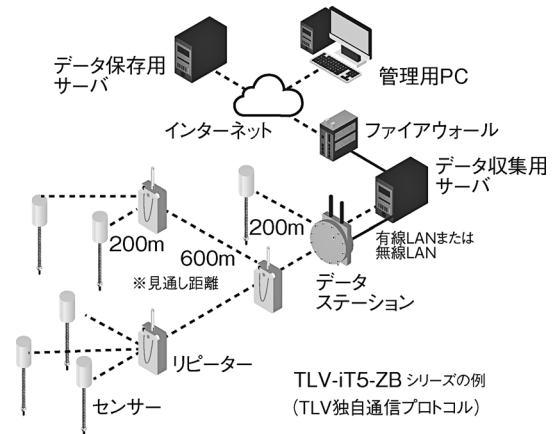 データ保存用
サーバ
管理用PC
インターネット
ファイアウォール
データ収集用
サーバ
200m
200m
有線LANまたは
無線LAN
600m
※見通し距離
データ
ステーション
リピーター
センサー
TLV-iT5-ZB シリーズの例
(TLV独自通信プロトコル)